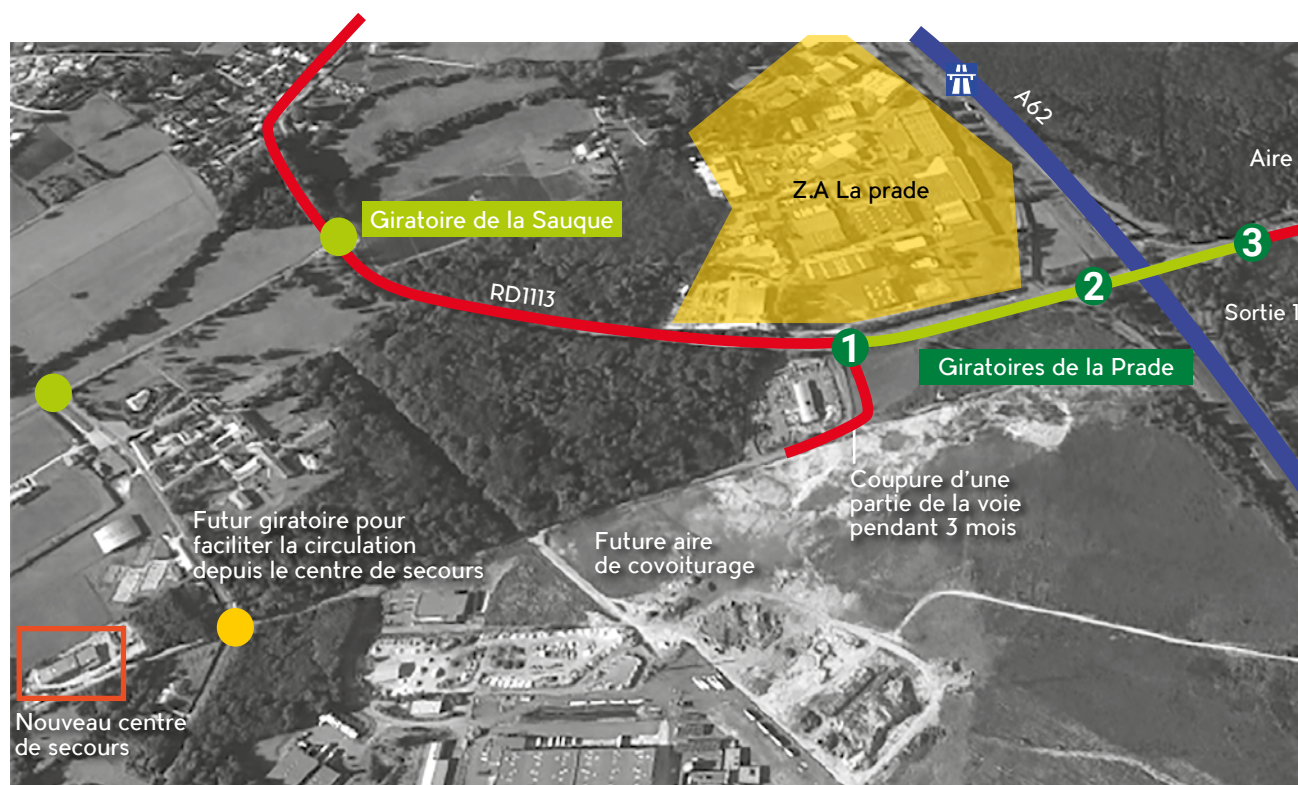 A62
Aire
Z.A La prade
Giratoire de la Sauque
3
2
RD1113
Sortie 1
1
Giratoires de la Prade
Coupure d'une
partie de la voie
pendant 3 mois
Futur giratoire pour
faciliter la circulation
depuis le centre de secours
Future aire
de covoiturage
Nouveau centre
de secours